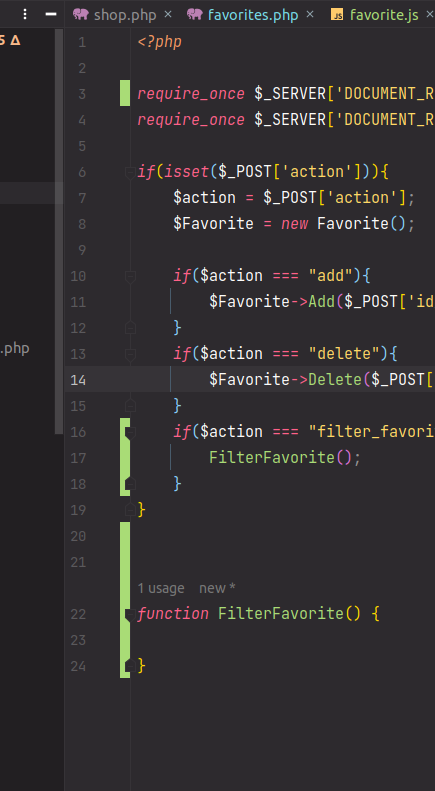 shop.php × favorites.php × JS favorite.js ×
5 Δ
.php
1 <?php
2
3 require_once $_SERVER['DOCUMENT_R
4 require_once $_SERVER['DOCUMENT_R
5
6 if(isset($_POST['action'])){
7 $action = $_POST['action'];
8 $Favorite = new Favorite();
9
10 if($action === "add"){
11 $Favorite->Add($_POST['id
12 }
13 if($action === "delete"){
14 $Favorite->Delete($_POST[
15 }
16 if($action === "filter_favori
17 FilterFavorite();
18 }
19 }
20
21
1 usage new *
22 function FilterFavorite() {
23
24 }